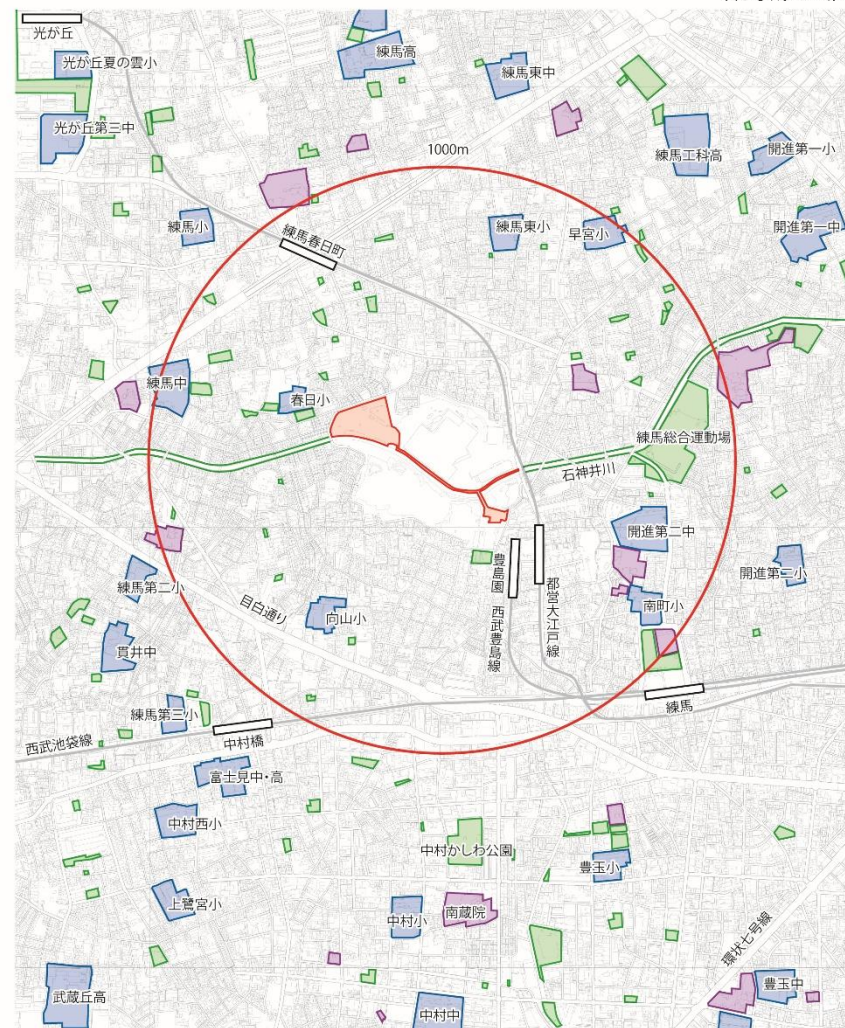 光が丘
光が丘夏の雲小
練馬高
練馬東中
光が丘第三中
1000m
練馬工科高
開進第一小
練馬小
練馬春日町
練馬東小
早宮小
開進第一中
練馬中
春日小
練馬総合運動場
石神井川
開進第二中
練馬第二小
目白通り
向山小
豊島園
西武豊島線
都営大江戸線
南町小
開進第二小
貫井中
練馬第三小
練馬
西武池袋線
中村橋
富士見中・高
中村西小
中村かしわ公園
豊玉小
上鷺宮小
中村小
南蔵院
環状七号線
武蔵丘高
中村中
豊玉中